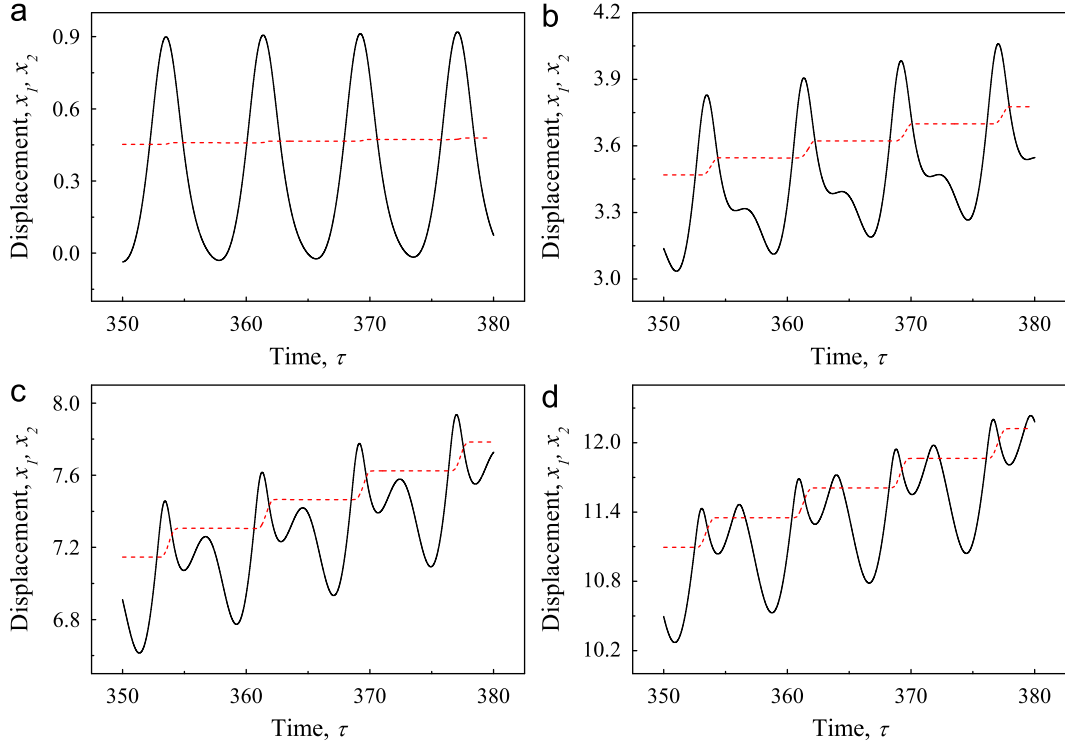 a
0.9
0.6
0.3
0.0
Displacement, x₁, x₂
350 360 370 380
Time, τ
b
4.2
3.9
3.6
3.3
3.0
Displacement, x₁, x₂
350 360 370 380
Time, τ
c
8.0
7.6
7.2
6.8
Displacement, x₁, x₂
350 360 370 380
Time, τ
d
12.0
11.4
10.8
10.2
Displacement, x₁, x₂
350 360 370 380
Time, τ